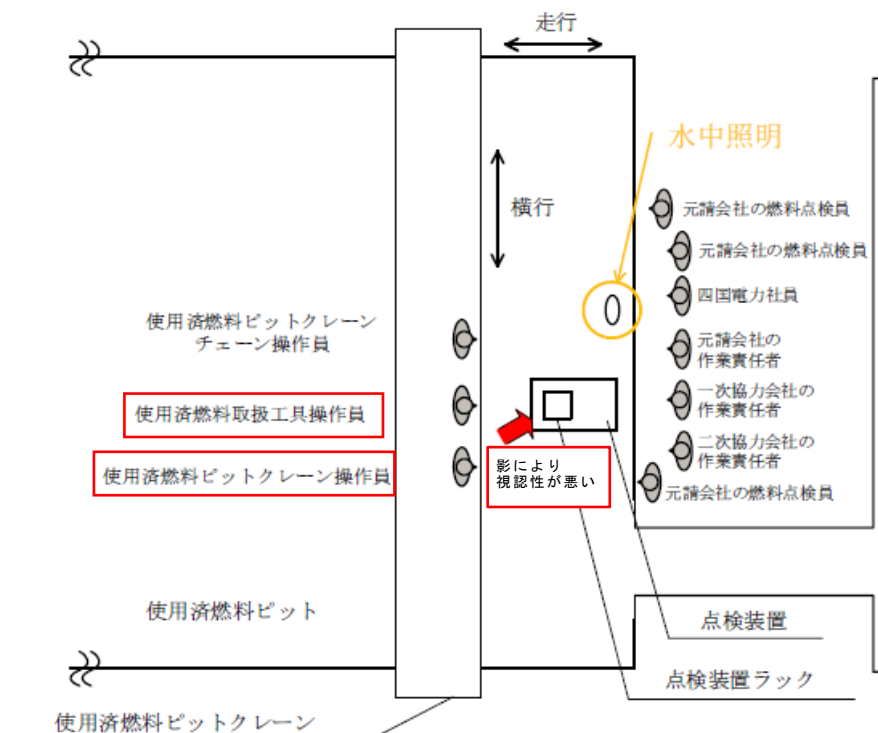 走行
水中照明
横行
元請会社の燃料点検員
元請会社の燃料点検員
四国電力社員
元請会社の
作業責任者
一次協力会社の
作業責任者
二次協力会社の
作業責任者
元請会社の燃料点検員
使用済燃料ピットクレーン
チェーン操作員
使用済燃料取扱工具操作員
使用済燃料ピットクレーン操作員
影により
視認性が悪い
使用済燃料ピット
点検装置
点検装置ラック
使用済燃料ピットクレーン